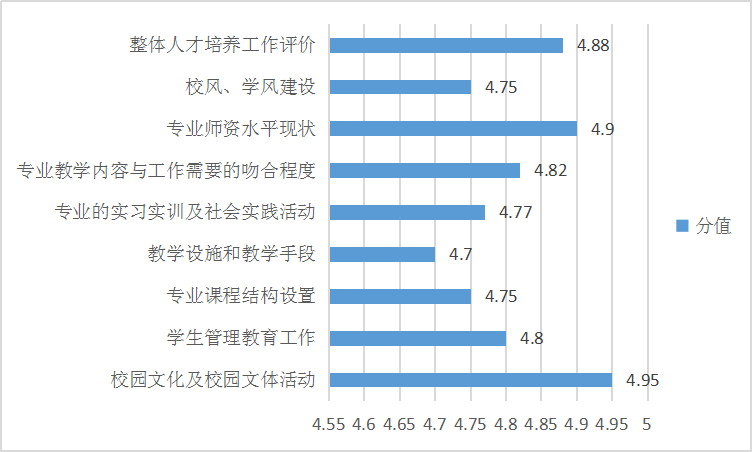 整体人才培养工作评价 4.88
校风、学风建设 4.75
专业师资水平现状 4.9
专业教学内容与工作需要的吻合程度 4.82
专业的实习实训及社会实践活动 4.77
分值
教学设施和教学手段 4.7
专业课程结构设置 4.75
学生管理教育工作 4.8
校园文化及校园文体活动 4.95
4.55 4.6 4.65 4.7 4.75 4.8 4.85 4.9 4.95 5